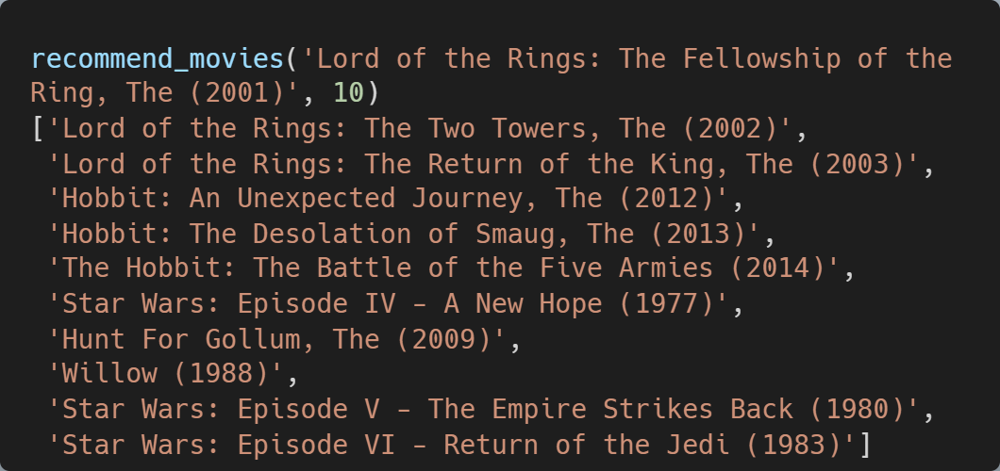 recommend_movies('Lord of the Rings: The Fellowship of the
Ring, The (2001)', 10)
['Lord of the Rings: The Two Towers, The (2002)',
 'Lord of the Rings: The Return of the King, The (2003)',
 'Hobbit: An Unexpected Journey, The (2012)',
 'Hobbit: The Desolation of Smaug, The (2013)',
 'The Hobbit: The Battle of the Five Armies (2014)',
 'Star Wars: Episode IV - A New Hope (1977)',
 'Hunt For Gollum, The (2009)',
 'Willow (1988)',
 'Star Wars: Episode V - The Empire Strikes Back (1980)',
 'Star Wars: Episode VI - Return of the Jedi (1983)']